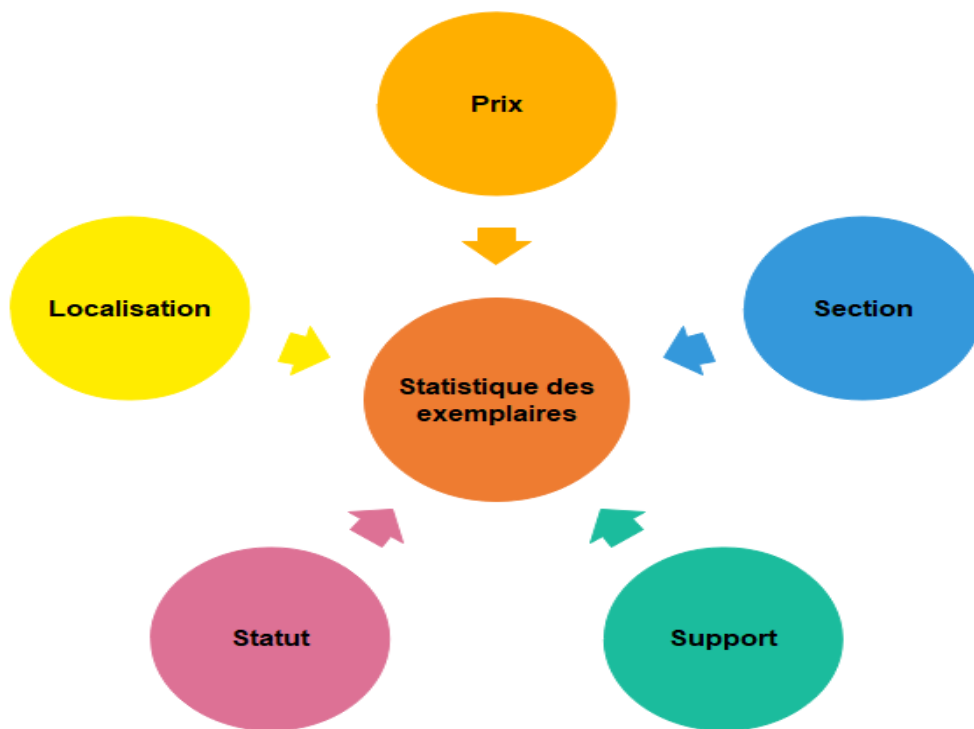 Prix
Localisation
Section
Statistique des
exemplaires
Statut
Support